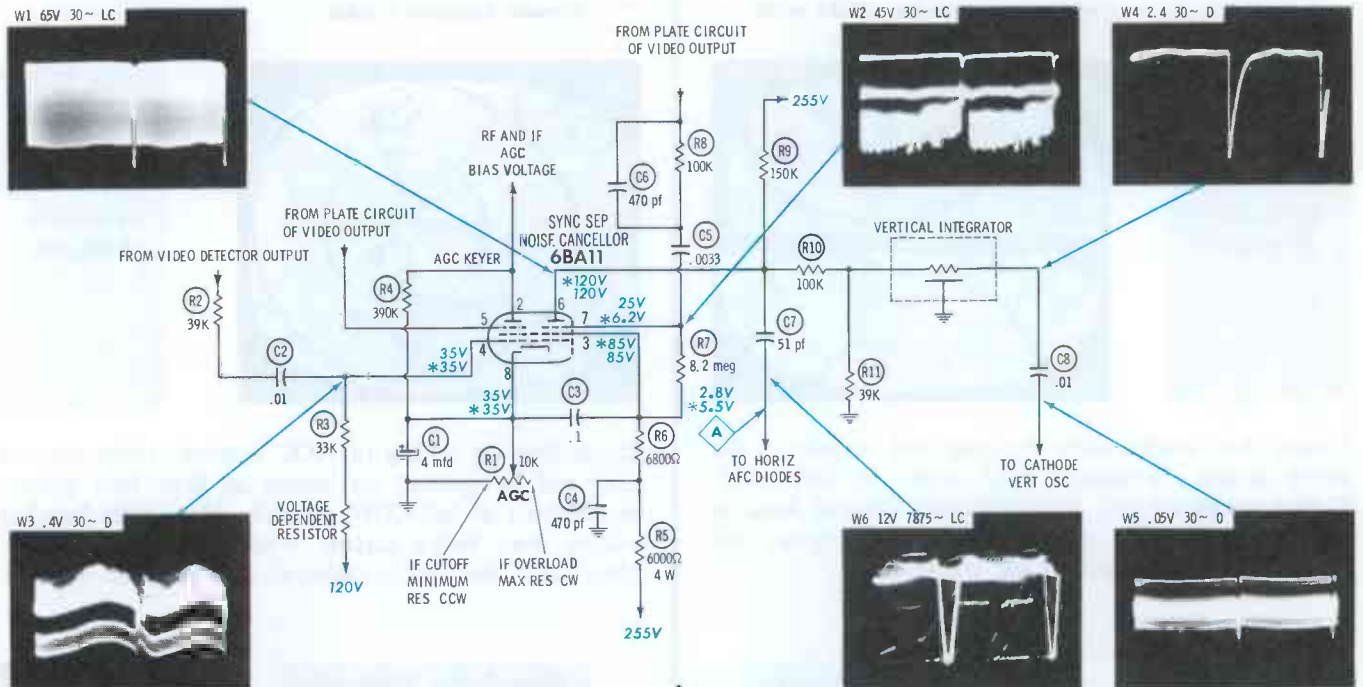 W1 65V 30~ LC
W2 45V 30~ LC
W4 2.4 30~ D
FROM PLATE CIRCUIT
OF VIDEO OUTPUT
255V
R8
100K
R9
150K
C6
470 pf
RF AND IF
AGC
BIAS VOLTAGE
FROM PLATE CIRCUIT
OF VIDEO OUTPUT
SYNC SEP
NOISE CANCELLOR
6BA11
C5
.0033
VERTICAL INTEGRATOR
FROM VIDEO DETECTOR OUTPUT
AGC KEYER
R10
100K
*120V
120V
R4
390K
2
6
25V
*6.2V
R2
39K
5
7
4
3
35V
*35V
*85V
85V
R7
8.2 meg
C7
51 pf
C2
.01
8
35V
*35V
C3
.1
2.8V
*5.5V
R11
39K
C8
.01
R3
33K
A
C1
4 mfd
R1
10K
AGC
R6
6800Ω
TO HORIZ
AFC DIODES
TO CATHODE
VERT OSC
C4
470 pf
VOLTAGE
DEPENDENT
RESISTOR
R5
6000Ω
4 W
W3 .4V 30~ D
W6 12V 7875~ LC
W5 .05V 30~ D
IF CUTOFF
MINIMUM
RES CCW
IF OVERLOAD
MAX RES CW
120V
255V